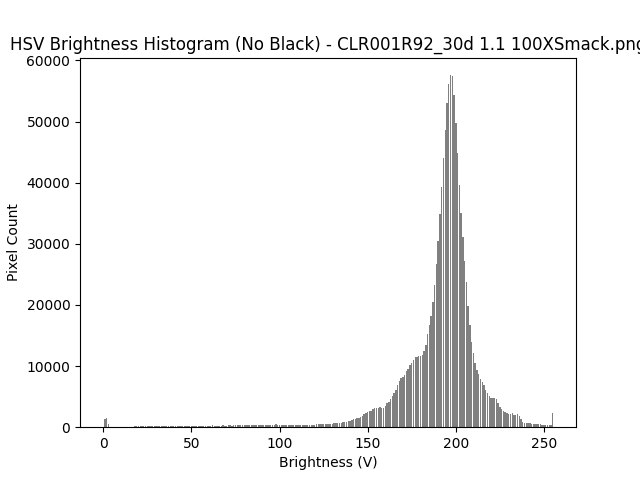 HSV Brightness Histogram (No Black) - CLR001R92_30d 1.1 100XSmack.png
60000
50000
40000
30000
20000
10000
0
Pixel Count
0 50 100 150 200 250
Brightness (V)